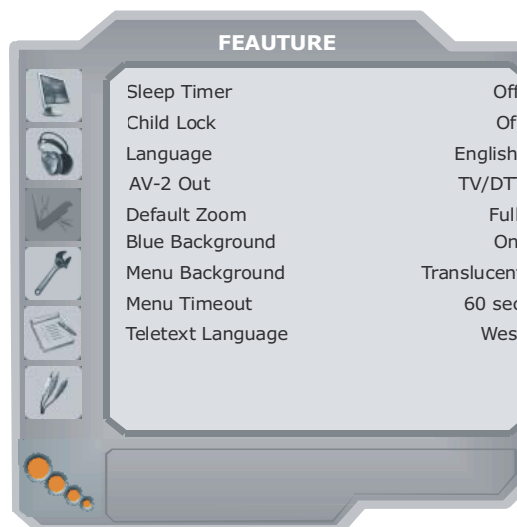 FEAUTURE
Sleep Timer Off
Child Lock Of
Language English
AV-2 Out TV/DT
Default Zoom Full
Blue Background On
Menu Background Translucent
Menu Timeout 60 sec
Teletext Language Wes